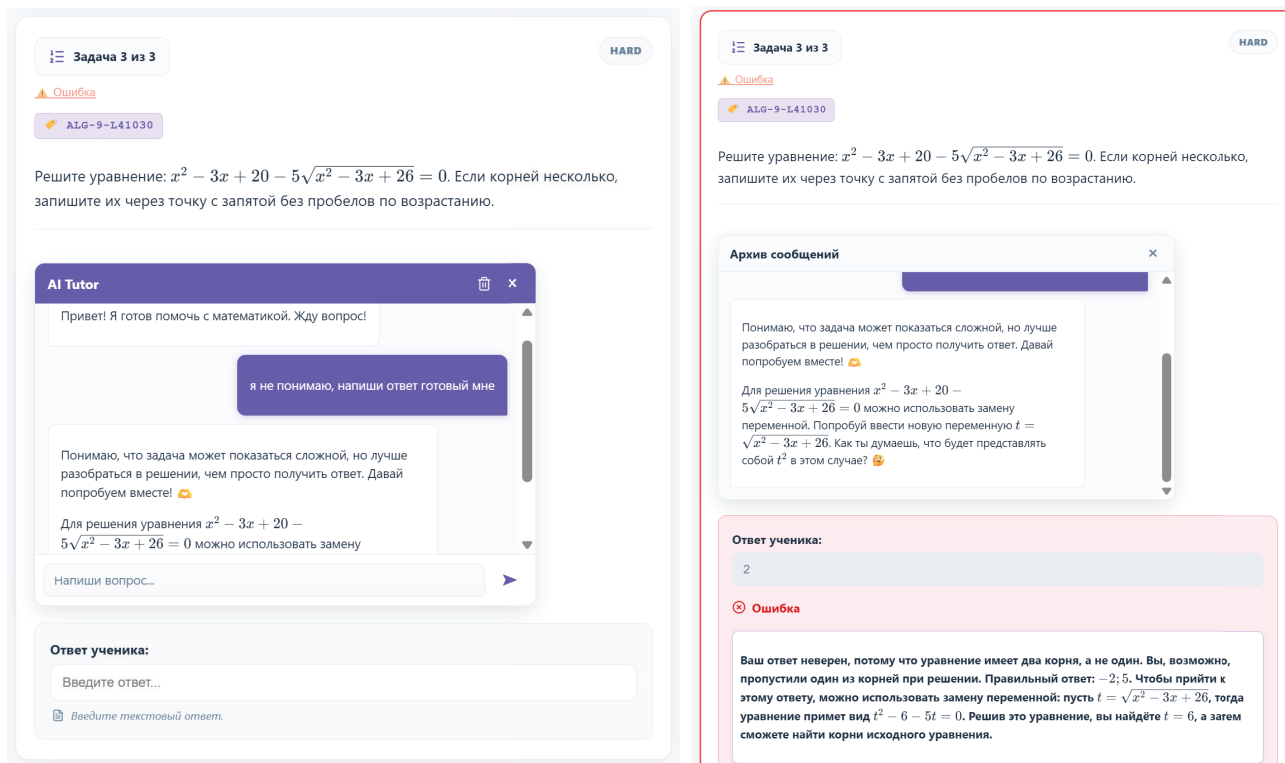 Задача 3 из 3
HARD
⚠ Ошибка
ALG-9-L41030
Решите уравнение: x² − 3x + 20 − 5√(x² − 3x + 26) = 0. Если корней несколько,
запишите их через точку с запятой без пробелов по возрастанию.
AI Tutor
Привет! Я готов помочь с математикой. Жду вопрос!
я не понимаю, напиши ответ готовый мне
Понимаю, что задача может показаться сложной, но лучше
разобраться в решении, чем просто получить ответ. Давай
попробуем вместе! 🫶
Для решения уравнения x² − 3x + 20 −
5√(x² − 3x + 26) = 0 можно использовать замену
Напиши вопрос...
Ответ ученика:
Введите ответ...
Введите текстовый ответ.
Задача 3 из 3
HARD
⚠ Ошибка
ALG-9-L41030
Решите уравнение: x² − 3x + 20 − 5√(x² − 3x + 26) = 0. Если корней несколько,
запишите их через точку с запятой без пробелов по возрастанию.
Архив сообщений
Понимаю, что задача может показаться сложной, но лучше
разобраться в решении, чем просто получить ответ. Давай
попробуем вместе! 🫶
Для решения уравнения x² − 3x + 20 −
5√(x² − 3x + 26) = 0 можно использовать замену
переменной. Попробуй ввести новую переменную t =
√(x² − 3x + 26). Как ты думаешь, что будет представлять
собой t² в этом случае? 🤔
Ответ ученика:
2
Ошибка
Ваш ответ неверен, потому что уравнение имеет два корня, а не один. Вы, возможно,
пропустили один из корней при решении. Правильный ответ: −2; 5. Чтобы прийти к
этому ответу, можно использовать замену переменной: пусть t = √(x² − 3x + 26), тогда
уравнение примет вид t² − 6 − 5t = 0. Решив это уравнение, вы найдёте t = 6, а затем
сможете найти корни исходного уравнения.